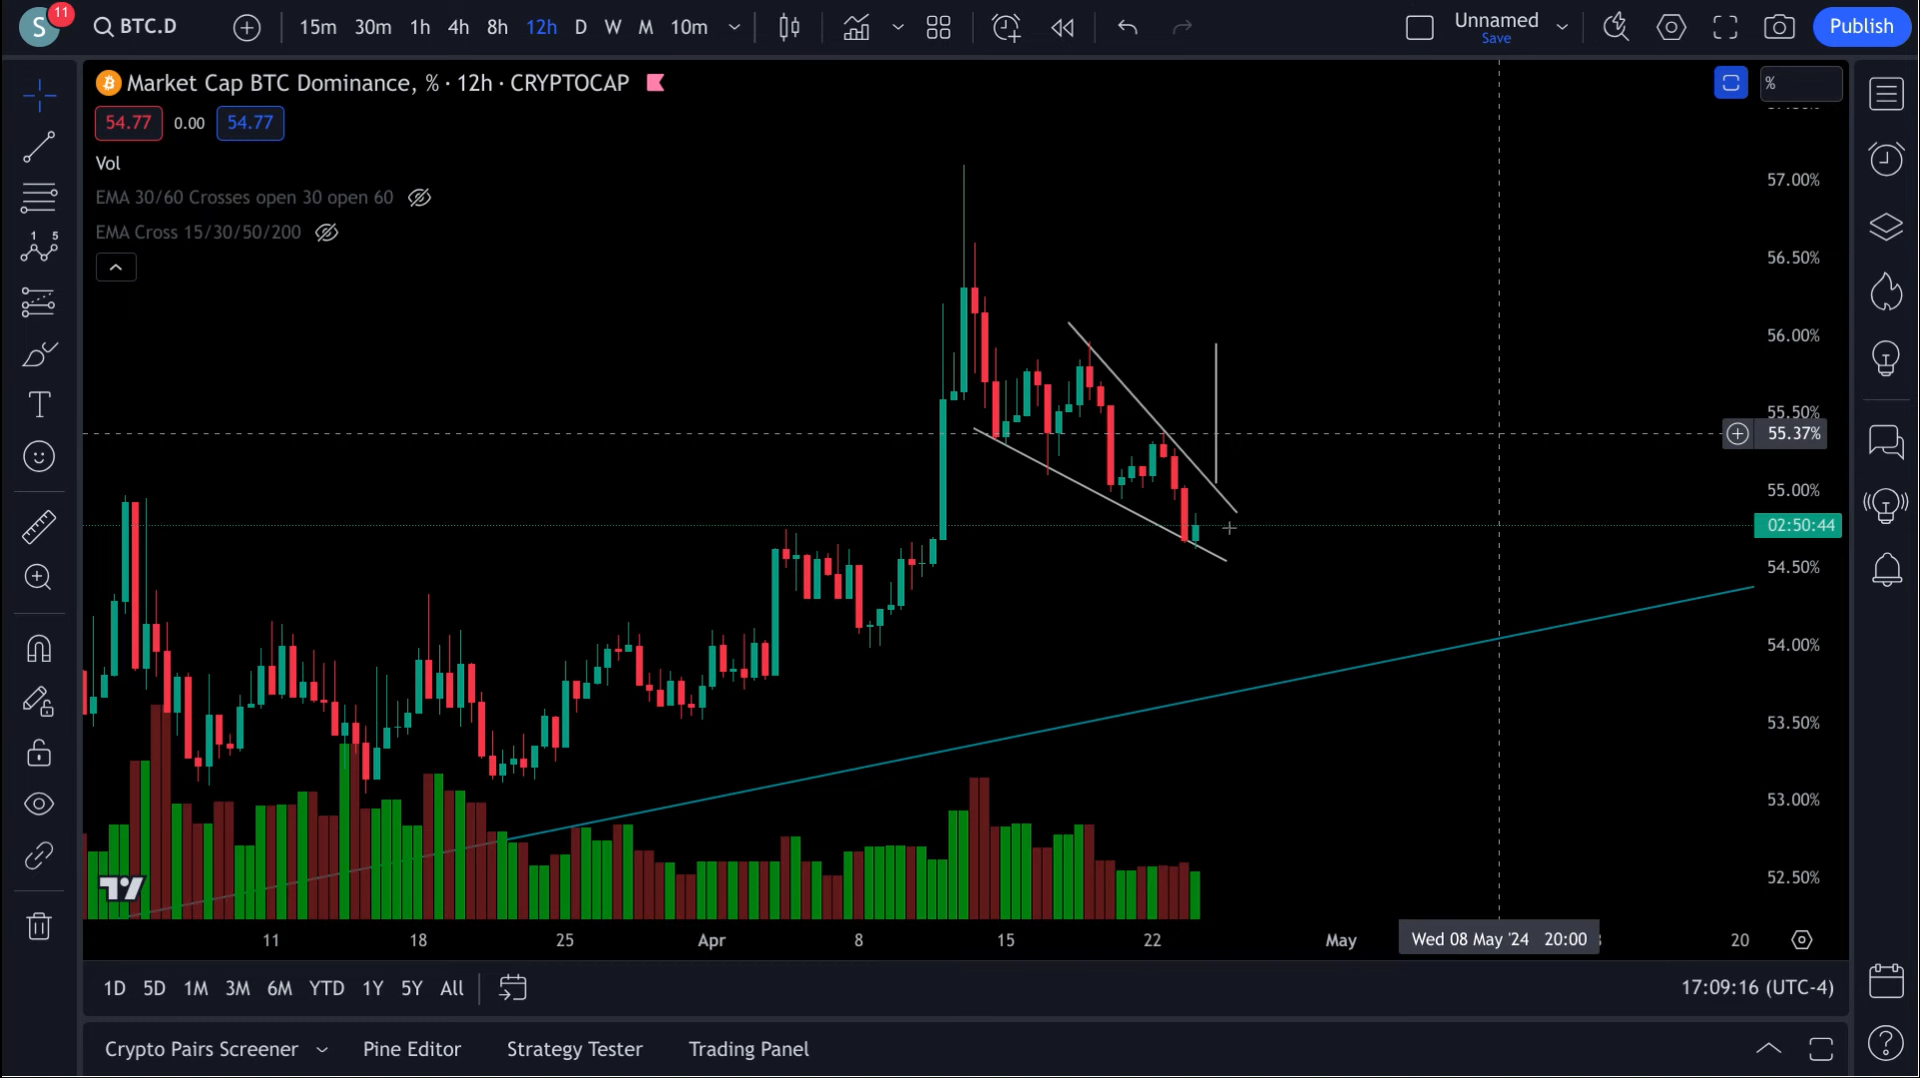 S 11 BTC.D 15m 30m 1h 4h 8h 12h D W M 10m Unnamed Publish
Save
Market Cap BTC Dominance, % · 12h · CRYPTOCAP %
54.77 0.00 54.77
Vol
EMA 30/60 Crosses open 30 open 60
EMA Cross 15/30/50/200
57.00%
56.50%
56.00%
55.50%
55.37%
55.00%
02:50:44
54.50%
54.00%
53.50%
53.00%
52.50%
11 18 25 Apr 8 15 22 May Wed 08 May '24 20:00 20
1D 5D 1M 3M 6M YTD 1Y 5Y All 17:09:16 (UTC-4)
Crypto Pairs Screener Pine Editor Strategy Tester Trading Panel